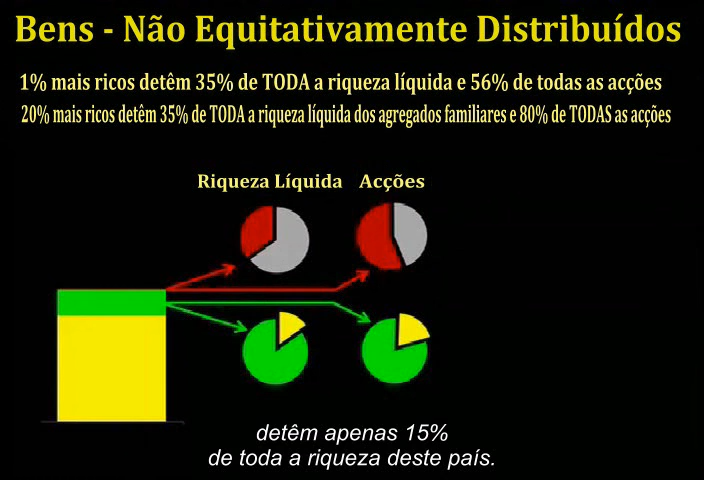 Bens - Não Equitativamente Distribuídos
1% mais ricos detêm 35% de TODA a riqueza líquida e 56% de todas as acções
20% mais ricos detêm 35% de TODA a riqueza líquida dos agregados familiares e 80% de TODAS as acções
Riqueza Líquida Acções
detêm apenas 15%
de toda a riqueza deste país.